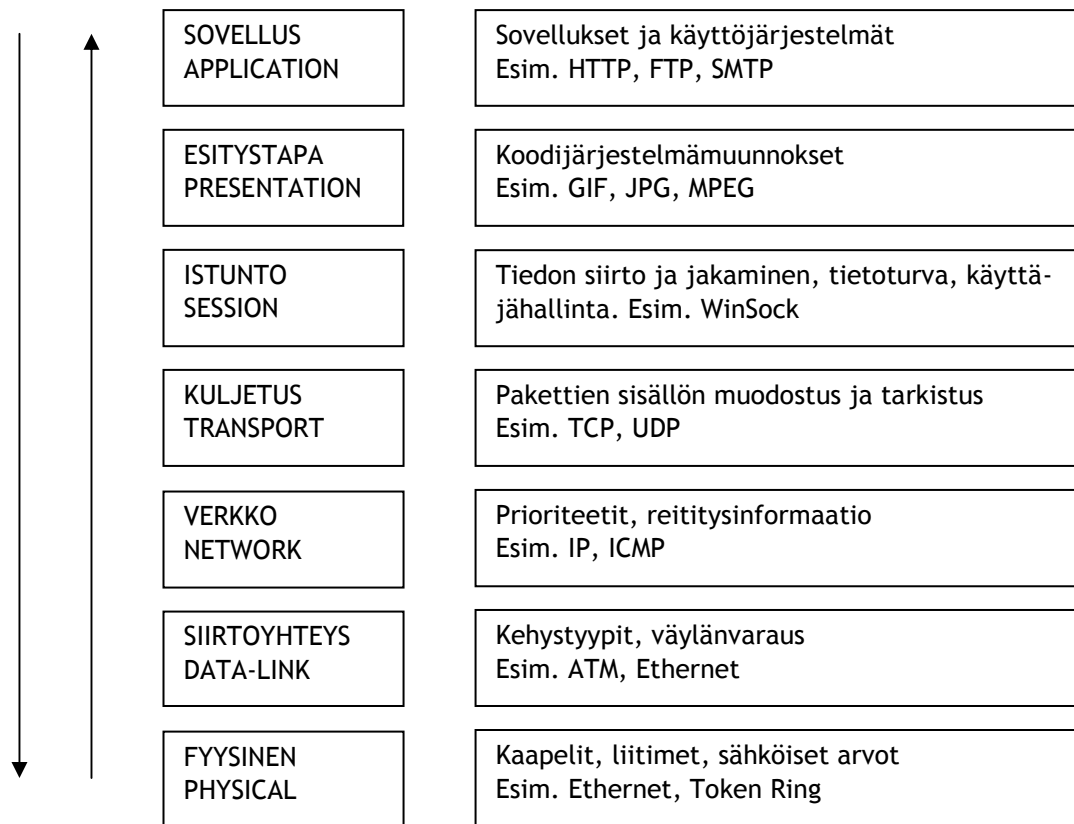 SOVELLUS
APPLICATION
Sovellukset ja käyttöjärjestelmät
Esim. HTTP, FTP, SMTP
ESITYSTAPA
PRESENTATION
Koodijärjestelmämuunnokset
Esim. GIF, JPG, MPEG
ISTUNTO
SESSION
Tiedon siirto ja jakaminen, tietoturva, käyttä-
jähallinta. Esim. WinSock
KULJETUS
TRANSPORT
Pakettien sisällön muodostus ja tarkistus
Esim. TCP, UDP
VERKKO
NETWORK
Prioriteetit, reititysinformaatio
Esim. IP, ICMP
SIIRTOYHTEYS
DATA-LINK
Kehystyypit, väylänvaraus
Esim. ATM, Ethernet
FYYSINEN
PHYSICAL
Kaapelit, liitimet, sähköiset arvot
Esim. Ethernet, Token Ring